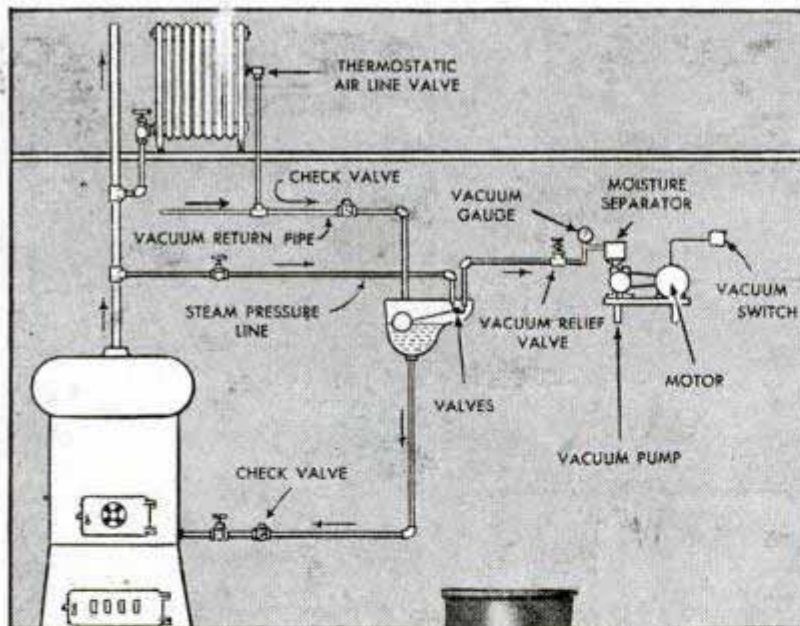 THERMOSTATIC
AIR LINE VALVE
CHECK VALVE
VACUUM RETURN PIPE
VACUUM
GAUGE
MOISTURE
SEPARATOR
STEAM PRESSURE
LINE
VACUUM RELIEF
VALVE
VACUUM
SWITCH
VALVES
MOTOR
VACUUM PUMP
CHECK VALVE